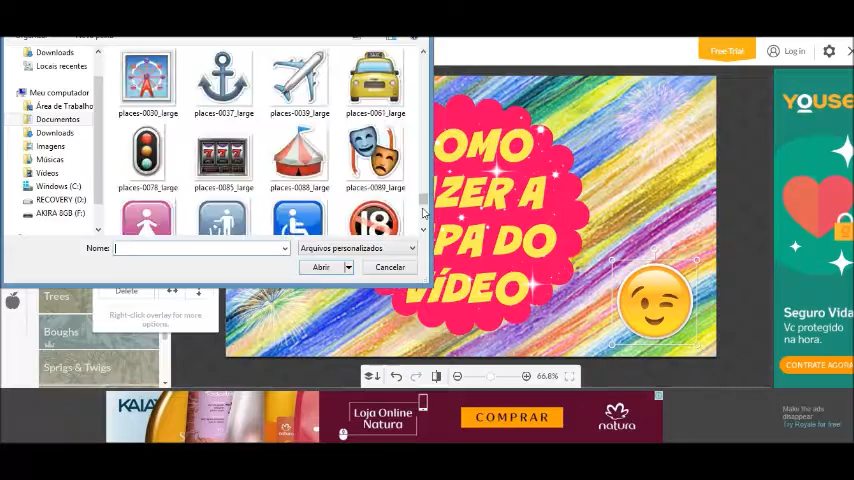 Downloads
Locais recentes
Meu computador
Área de Trabalho
Documentos
Downloads
Imagens
Músicas
Vídeos
Windows (C:)
RECOVERY (D:)
AKIRA 8GB (F:)
places-0030_large
places-0037_large
places-0039_large
places-0061_large
TAXI
777
places-0078_large
places-0085_large
places-0088_large
places-0089_large
18
Nome:
Arquivos personalizados
Abrir
Cancelar
Trees
Delete
Right-click overlay for more
options.
Boughs
Sprigs & Twigs
OMO
ZER A
PA DO
VÍDEO
66.8%
Free Trial
Log in
YOUSE
Seguro Vida
Vc protegido
na hora.
CONTRATE AGORA
KAIA
Loja Online
Natura
COMPRAR
natura
Make the ads
disappear
Try Royale for free!